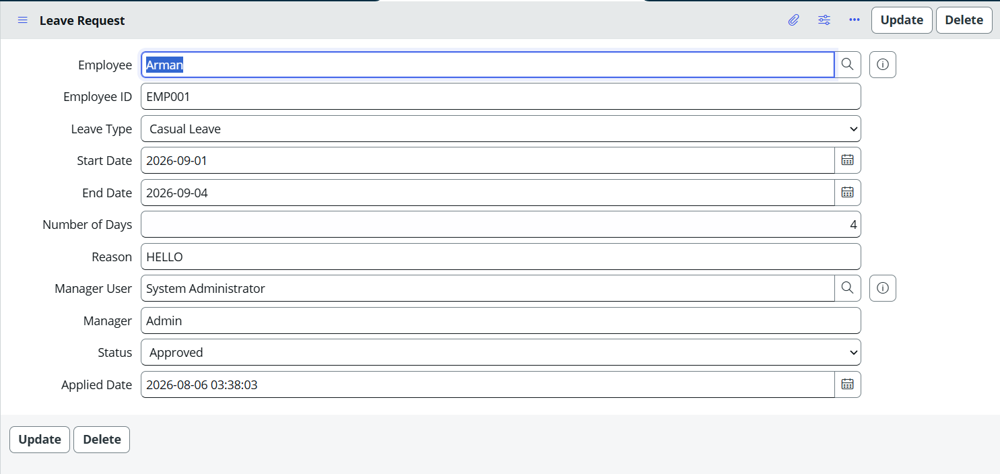 Leave Request
Update Delete
Employee Arman
Employee ID EMP001
Leave Type Casual Leave
Start Date 2026-09-01
End Date 2026-09-04
Number of Days 4
Reason HELLO
Manager User System Administrator
Manager Admin
Status Approved
Applied Date 2026-08-06 03:38:03
Update Delete